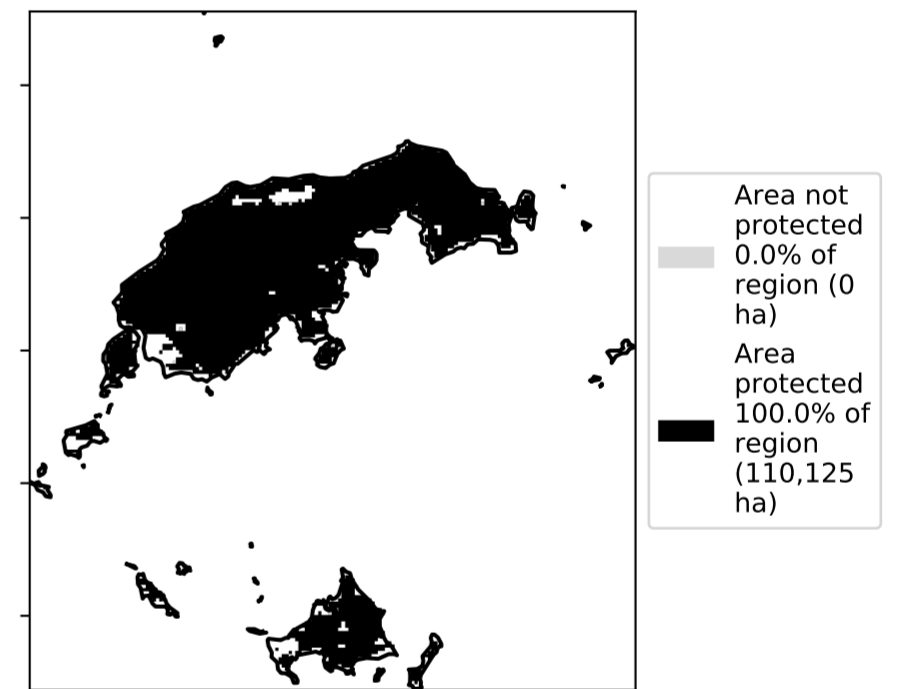 Area not
protected
0.0% of
region (0
ha)
Area
protected
100.0% of
region
(110,125
ha)